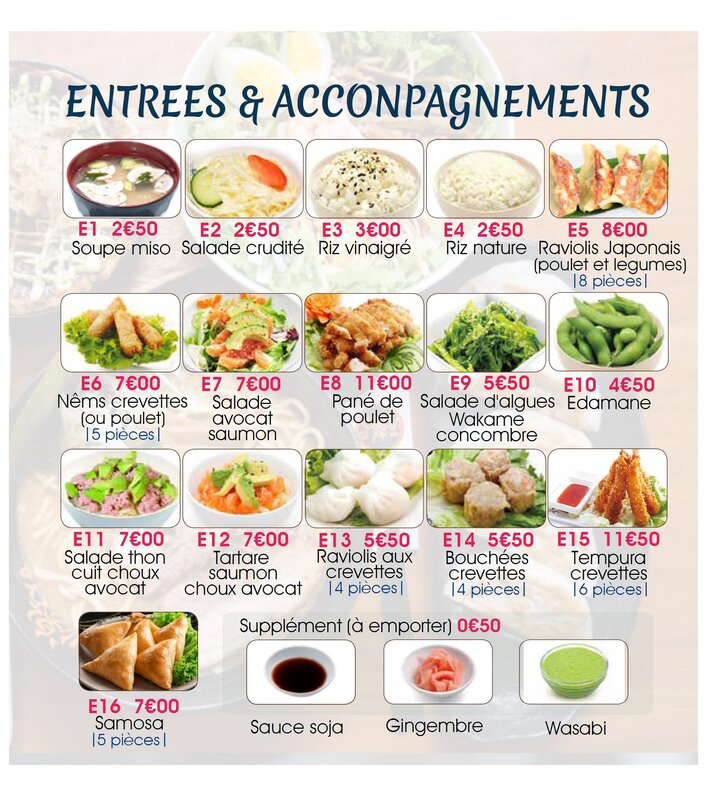 ENTREES & ACCONPAGNEMENTS
E1 2€50
Soupe miso
E2 2€50
Salade crudité
E3 3€00
Riz vinaigré
E4 2€50
Riz nature
E5 8€00
Raviolis Japonais
(poulet et legumes)
|8 pièces|
E6 7€00
Nêms crevettes
(ou poulet)
|5 pièces|
E7 7€00
Salade
avocat
saumon
E8 11€00
Pané de
poulet
E9 5€50
Salade d'algues
Wakame
concombre
E10 4€50
Edamane
E11 7€00
Salade thon
cuit choux
avocat
E12 7€00
Tartare
saumon
choux avocat
E13 5€50
Raviolis aux
crevettes
|4 pièces|
E14 5€50
Bouchées
crevettes
|4 pièces|
E15 11€50
Tempura
crevettes
|6 pièces|
E16 7€00
Samosa
|5 pièces|
Supplément (à emporter) 0€50
Sauce soja
Gingembre
Wasabi